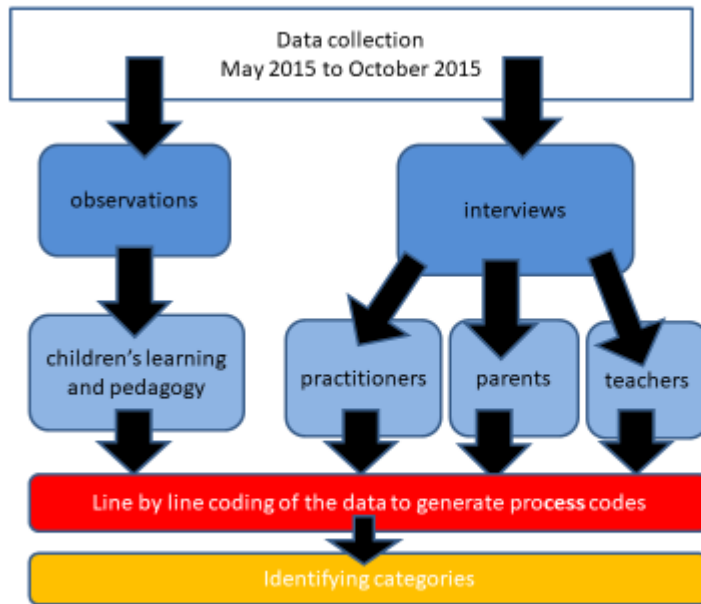 Data collection
May 2015 to October 2015
observations
interviews
children's learning
and pedagogy
practitioners
parents
teachers
Line by line coding of the data to generate process codes
Identifying categories